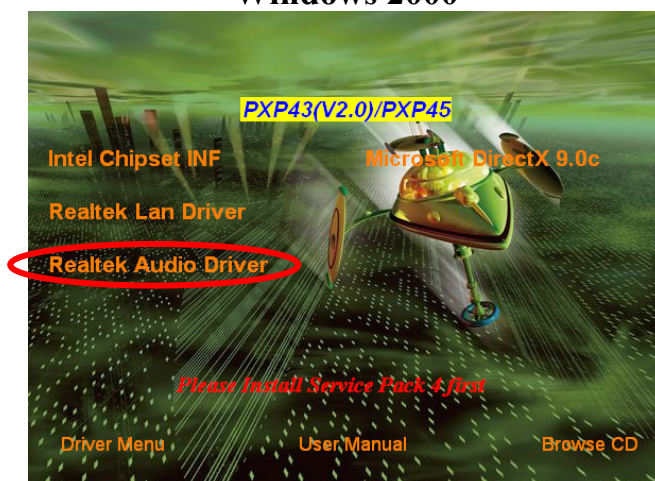 Windows 2000
PXP43(V2.0)/PXP45
Intel Chipset INF
Microsoft DirectX 9.0c
Realtek Lan Driver
Realtek Audio Driver
Please Install Service Pack 4 first
Driver Menu
User Manual
Browse CD